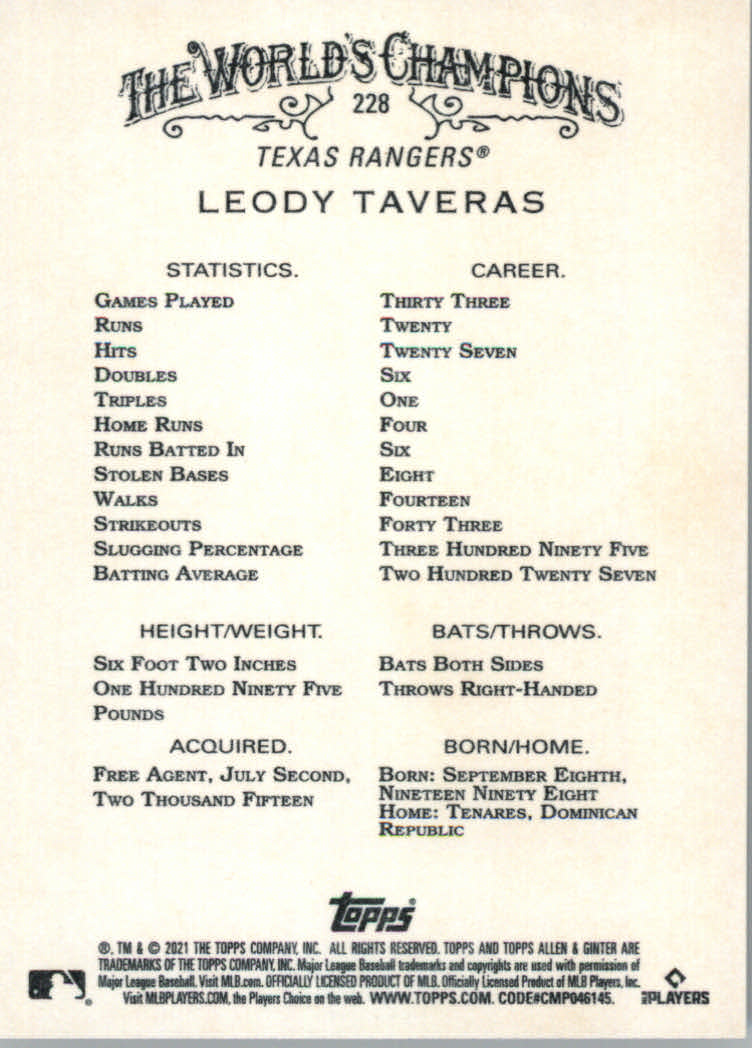 THE WORLD'S CHAMPIONS
228
TEXAS RANGERS®
LEODY TAVERAS
STATISTICS. CAREER.
GAMES PLAYED THIRTY THREE
RUNS TWENTY
HITS TWENTY SEVEN
DOUBLES SIX
TRIPLES ONE
HOME RUNS FOUR
RUNS BATTED IN SIX
STOLEN BASES EIGHT
WALKS FOURTEEN
STRIKEOUTS FORTY THREE
SLUGGING PERCENTAGE THREE HUNDRED NINETY FIVE
BATTING AVERAGE TWO HUNDRED TWENTY SEVEN
HEIGHT/WEIGHT.
SIX FOOT TWO INCHES
ONE HUNDRED NINETY FIVE
POUNDS
BATS/THROWS.
BATS BOTH SIDES
THROWS RIGHT-HANDED
ACQUIRED.
FREE AGENT, JULY SECOND,
TWO THOUSAND FIFTEEN
BORN/HOME.
BORN: SEPTEMBER EIGHTH,
NINETEEN NINETY EIGHT
HOME: TENARES, DOMINICAN
REPUBLIC
Topps®
®, TM & © 2021 THE TOPPS COMPANY, INC. ALL RIGHTS RESERVED. TOPPS AND TOPPS ALLEN & GINTER ARE
TRADEMARKS OF THE TOPPS COMPANY, INC. Major League Baseball trademarks and copyrights are used with permission of
Major League Baseball. Visit MLB.com. OFFICIALLY LICENSED PRODUCT OF MLB. Officially Licensed Product of MLB Players, Inc.
Visit MLBPLAYERS.COM, the Players Choice on the web. WWW.TOPPS.COM. CODE#CMP046145.
PLAYERS